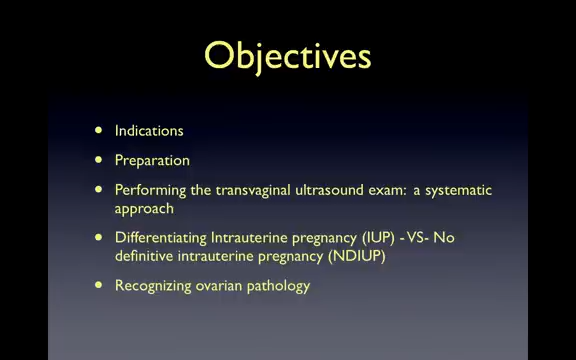 Objectives
• Indications
• Preparation
• Performing the transvaginal ultrasound exam: a systematic
approach
• Differentiating Intrauterine pregnancy (IUP) -VS- No
definitive intrauterine pregnancy (NDIUP)
• Recognizing ovarian pathology